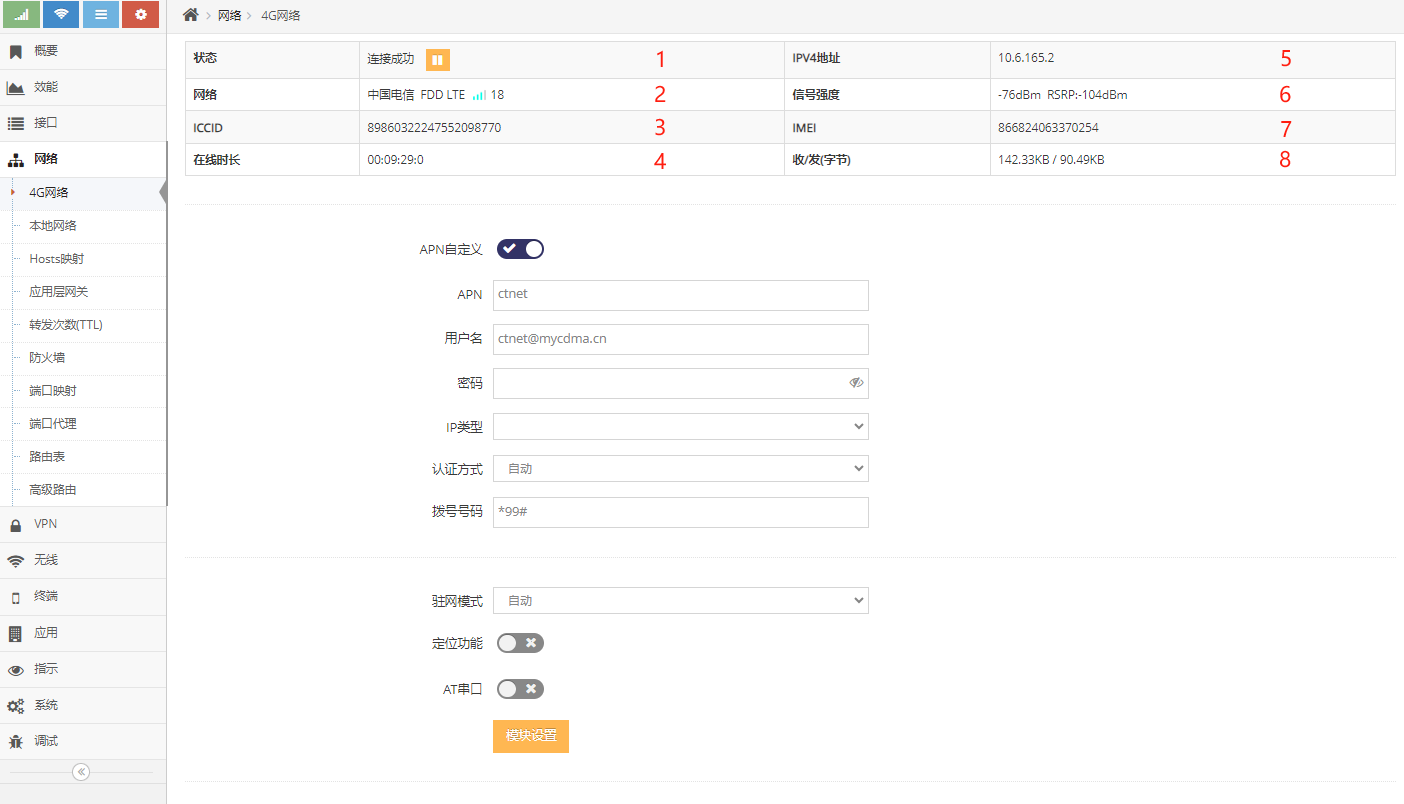 网络 4G网络
概要
效能
接口
网络
4G网络
本地网络
Hosts映射
应用层网关
转发次数(TTL)
防火墙
端口映射
端口代理
路由表
高级路由
VPN
无线
终端
应用
指示
系统
调试
状态 连接成功 1 IPV4地址 10.6.165.2 5
网络 中国电信 FDD LTE 18 2 信号强度 -76dBm RSRP:-104dBm 6
ICCID 89860322247552098770 3 IMEI 866824063370254 7
在线时长 00:09:29:0 4 收/发(字节) 142.33KB / 90.49KB 8
APN自定义
APN ctnet
用户名 ctnet@mycdma.cn
密码
IP类型
认证方式 自动
拨号号码 *99#
驻网模式 自动
定位功能
AT串口
模块设置